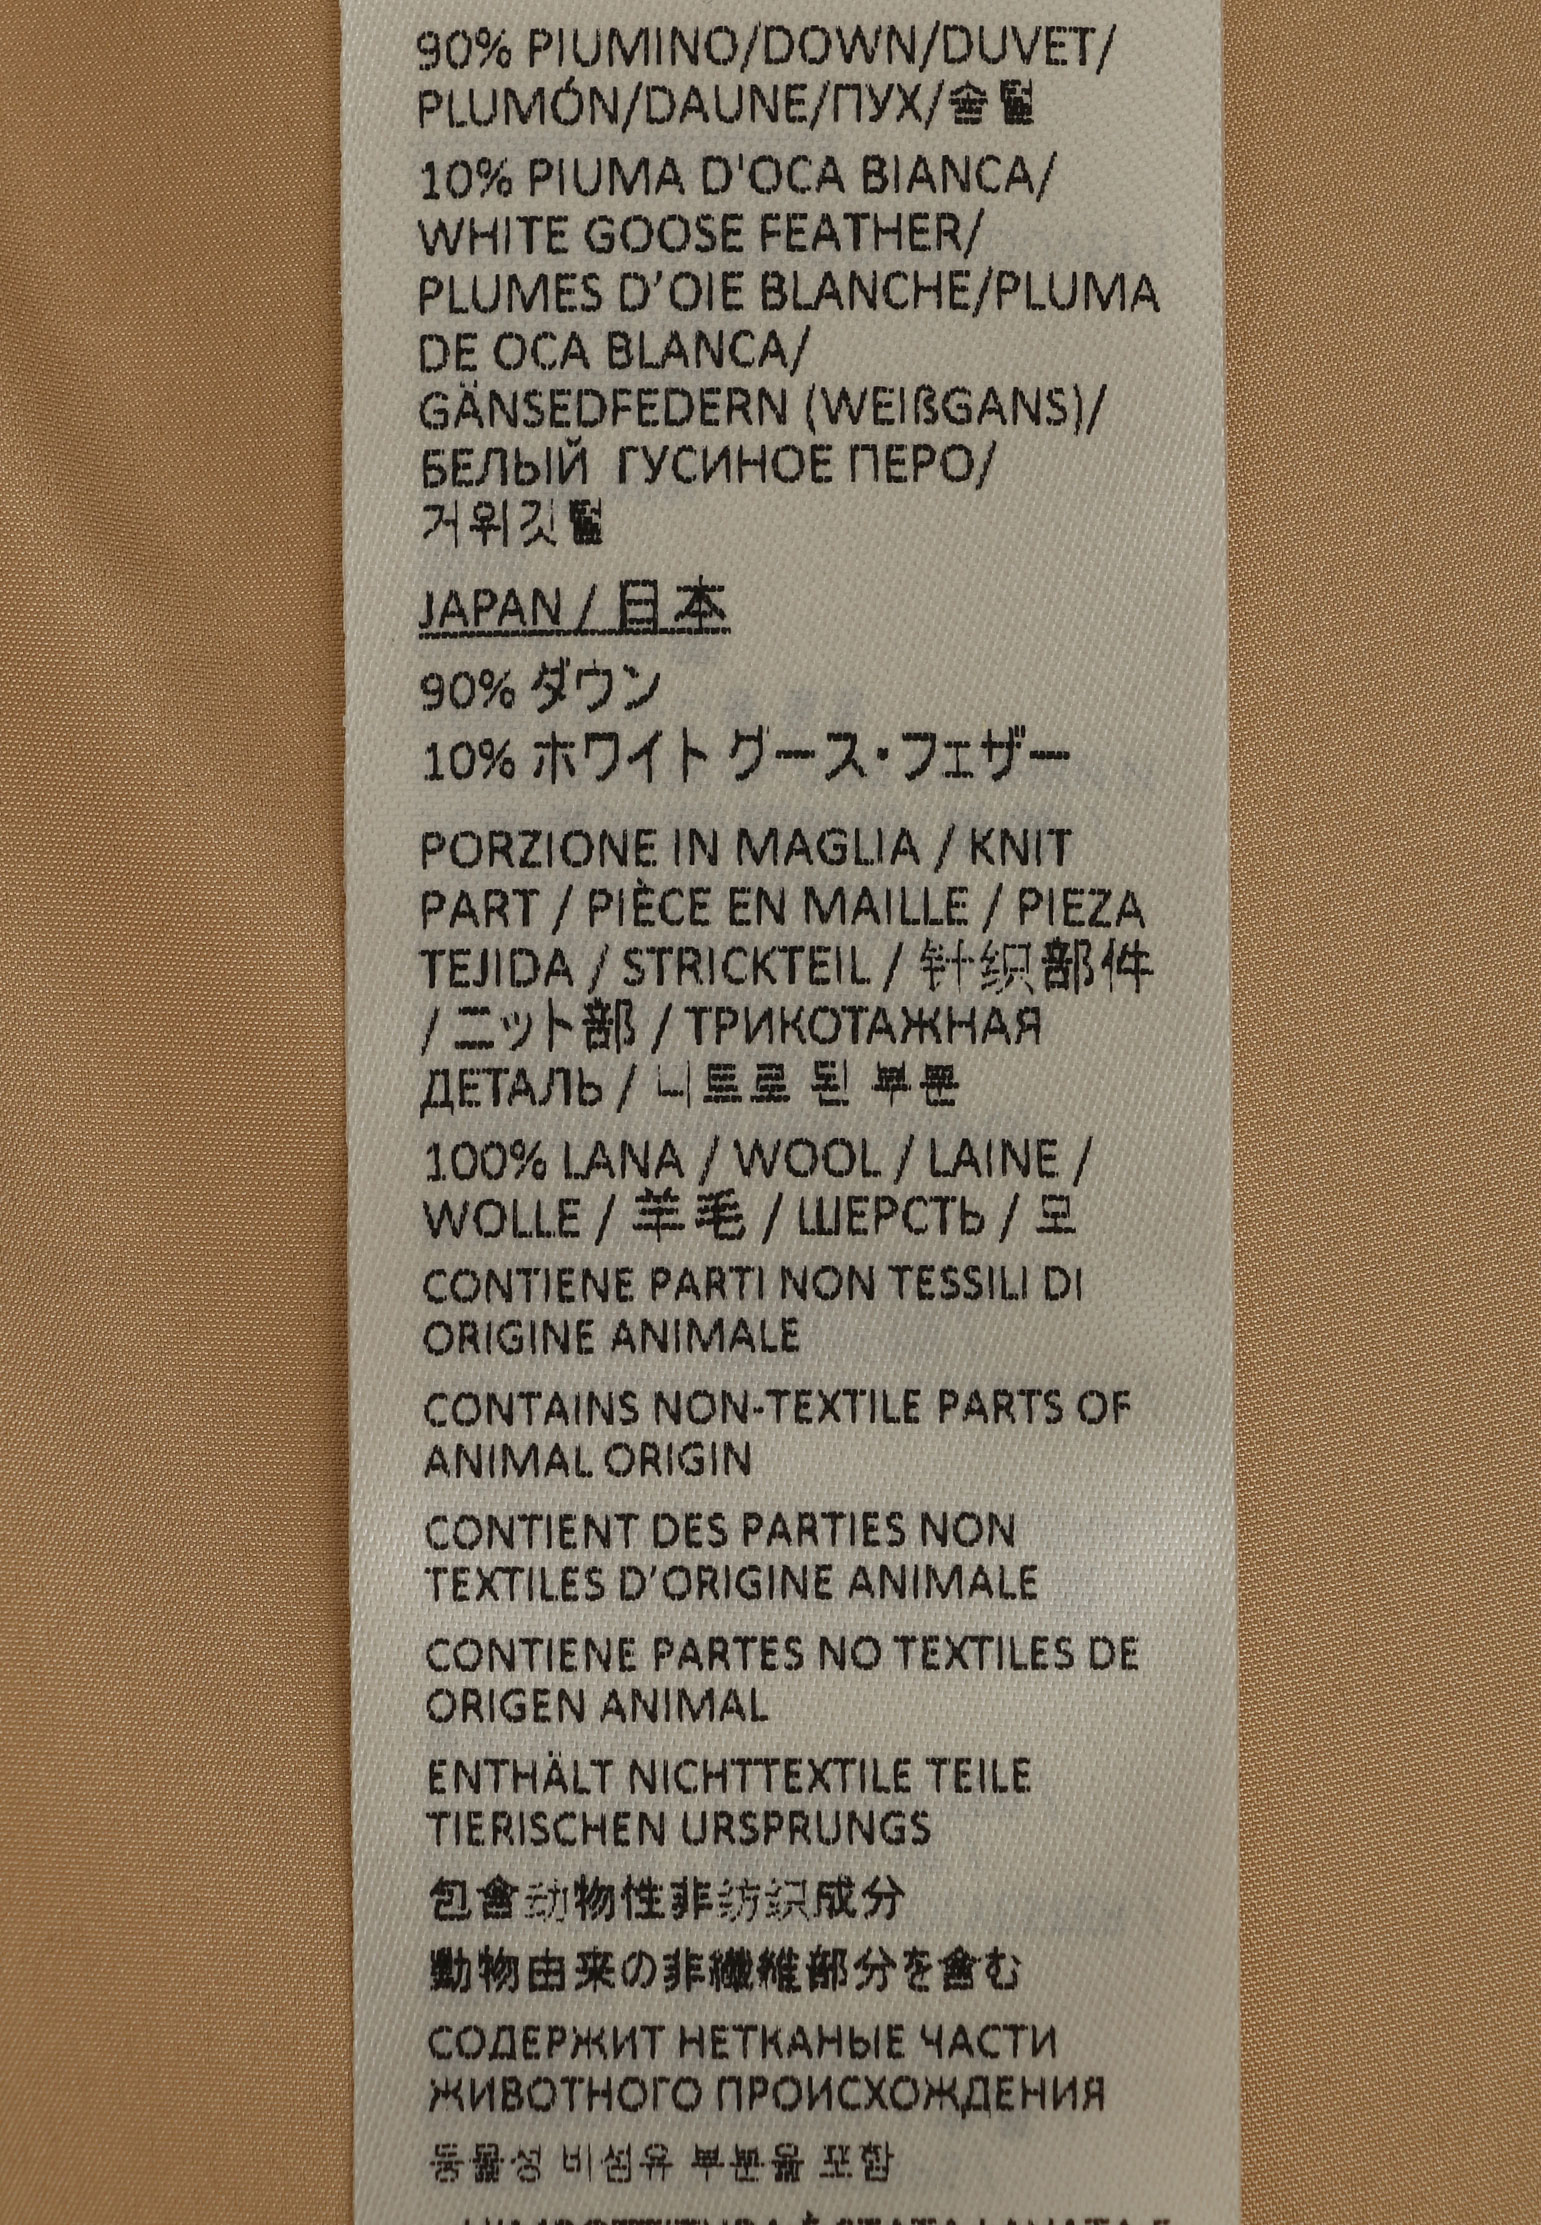 90% PIUMINO/DOWN/DUVET/
PLUMÓN/DAUNE/ПУХ/솜털
10% PIUMA D'OCA BIANCA/
WHITE GOOSE FEATHER/
PLUMES D’OIE BLANCHE/PLUMA
DE OCA BLANCA/
GÄNSEDFEDERN (WEIßGANS)/
БЕЛЫЙ ГУСИНОЕ ПЕРО/
거위깃털
JAPAN / 日本
90% ダウン
10% ホワイトグース・フェザー
PORZIONE IN MAGLIA / KNIT
PART / PIÈCE EN MAILLE / PIEZA
TEJIDA / STRICKTEIL / 针织部件
/ ニット部 / ТРИКОТАЖНАЯ
ДЕТАЛЬ / 니트로 된 부분
100% LANA / WOOL / LAINE /
WOLLE / 羊毛 / ШЕРСТЬ / 모
CONTIENE PARTI NON TESSILI DI
ORIGINE ANIMALE
CONTAINS NON-TEXTILE PARTS OF
ANIMAL ORIGIN
CONTIENT DES PARTIES NON
TEXTILES D’ORIGINE ANIMALE
CONTIENE PARTES NO TEXTILES DE
ORIGEN ANIMAL
ENTHÄLT NICHTTEXTILE TEILE
TIERISCHEN URSPRUNGS
包含动物性非纺织成分
動物由来の非繊維部分を含む
СОДЕРЖИТ НЕТКАНЫЕ ЧАСТИ
ЖИВОТНОГО ПРОИСХОЖДЕНИЯ
동물성 비섬유 부분을 포함